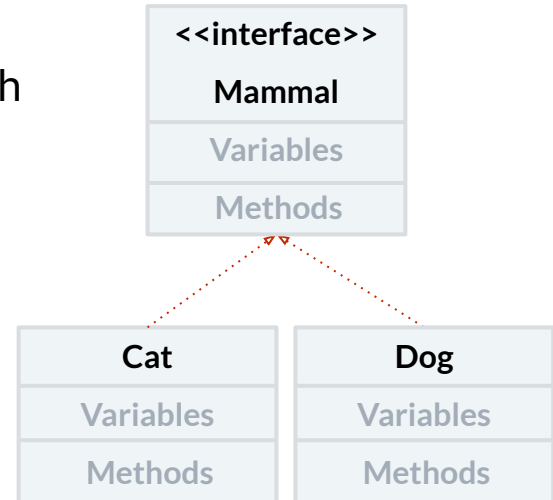 <<interface>>
h
Mammal
Variables
Methods
Cat
Dog
Variables
Variables
Methods
Methods